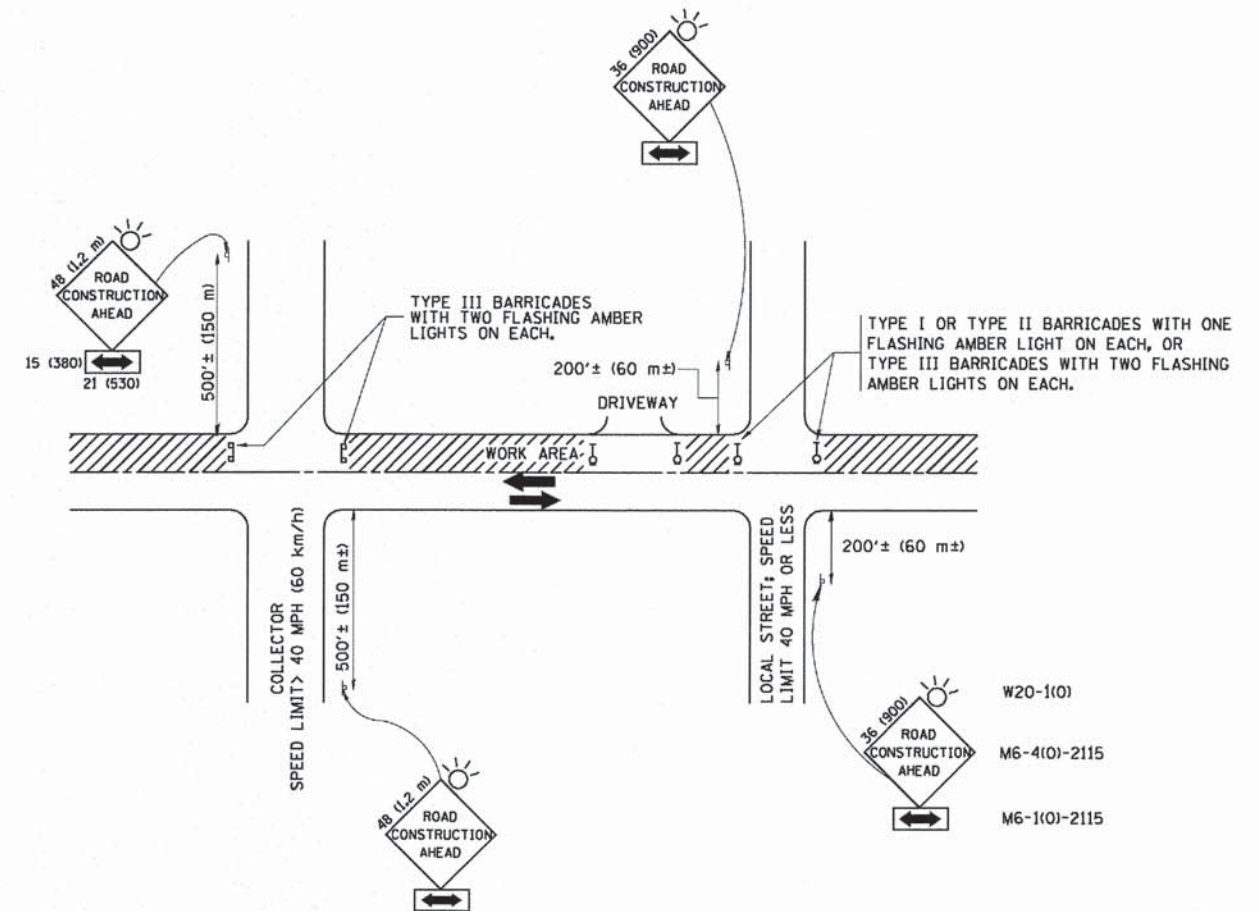 36 (900)
ROAD
CONSTRUCTION
AHEAD
48 (1.2 m)
ROAD
CONSTRUCTION
AHEAD
15 (380)
21 (530)
500'± (150 m)
TYPE III BARRICADES
WITH TWO FLASHING AMBER
LIGHTS ON EACH.
200'± (60 m±)
DRIVEWAY
TYPE I OR TYPE II BARRICADES WITH ONE
FLASHING AMBER LIGHT ON EACH, OR
TYPE III BARRICADES WITH TWO FLASHING
AMBER LIGHTS ON EACH.
WORK AREA
COLLECTOR
SPEED LIMIT> 40 MPH (60 km/h)
500'± (150 m±)
LOCAL STREET; SPEED
LIMIT 40 MPH OR LESS
200'± (60 m±)
48 (1.2 m)
ROAD
CONSTRUCTION
AHEAD
36 (900)
ROAD
CONSTRUCTION
AHEAD
W20-1(O)
M6-4(O)-2115
M6-1(O)-2115